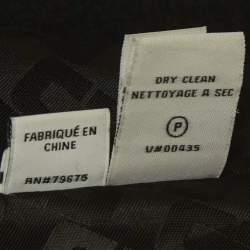 DRY CLEAN
NETTOYAGE A SEC
P
V#00435
FABRIQUÉ EN
CHINE
RN#79675